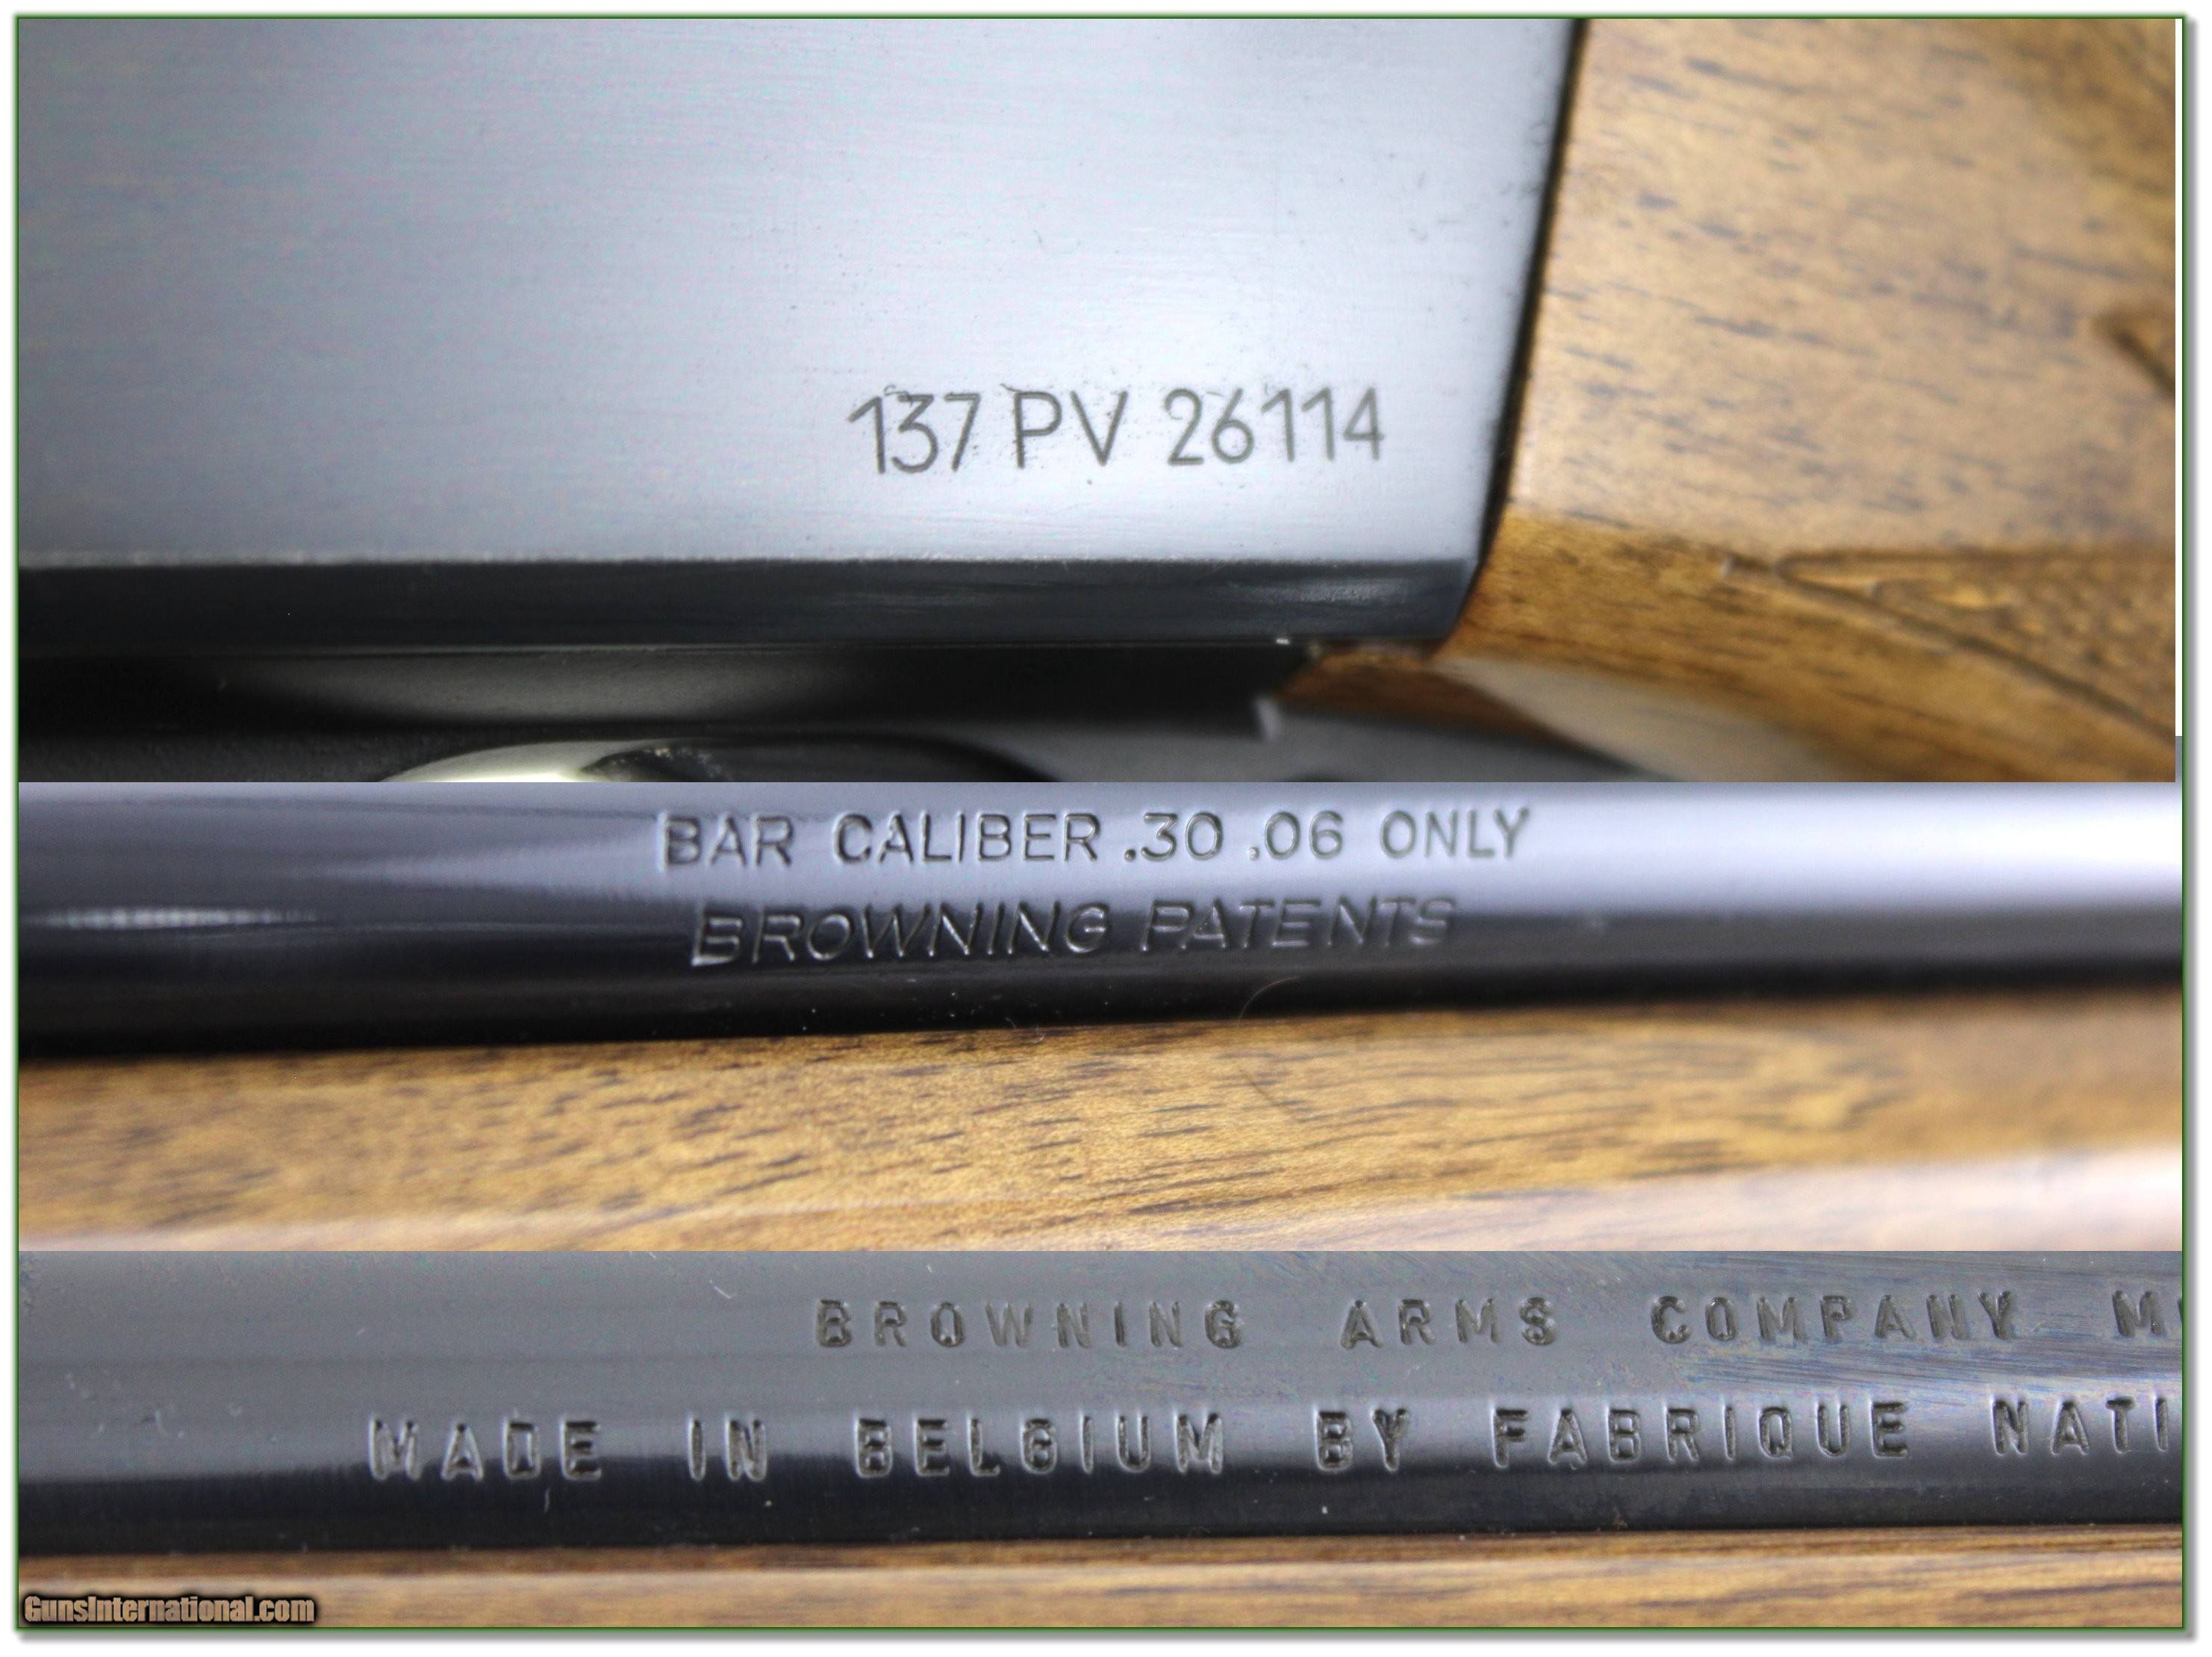 137 PV 26114
BAR CALIBER .30 .06 ONLY
BROWNING PATENTS
BROWNING ARMS COMPANY M
MADE IN BELGIUM BY FABRIQUE NATI
GunsInternational.com